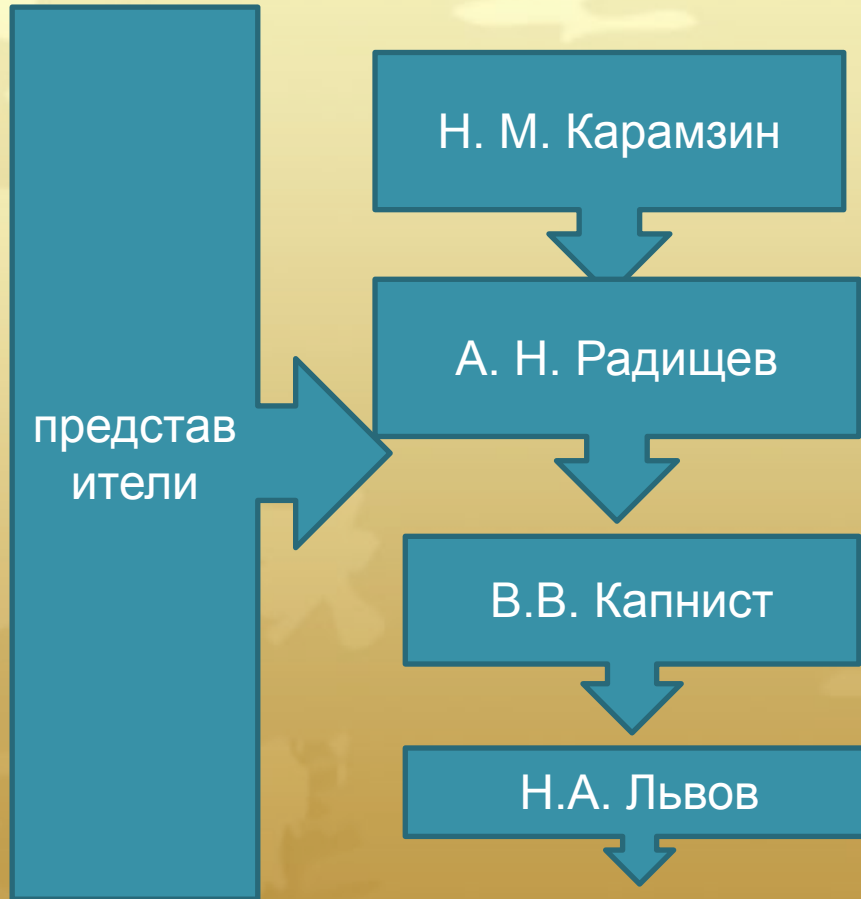 представ
ители
Н. М. Карамзин
А. Н. Радищев
В.В. Капнист
Н.А. Львов